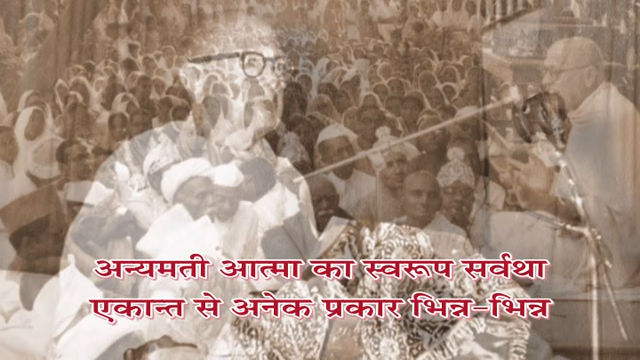 अन्यमती आत्मा का स्वरूप सर्वथा
एकान्त से अनेक प्रकार भिन्न-भिन्न